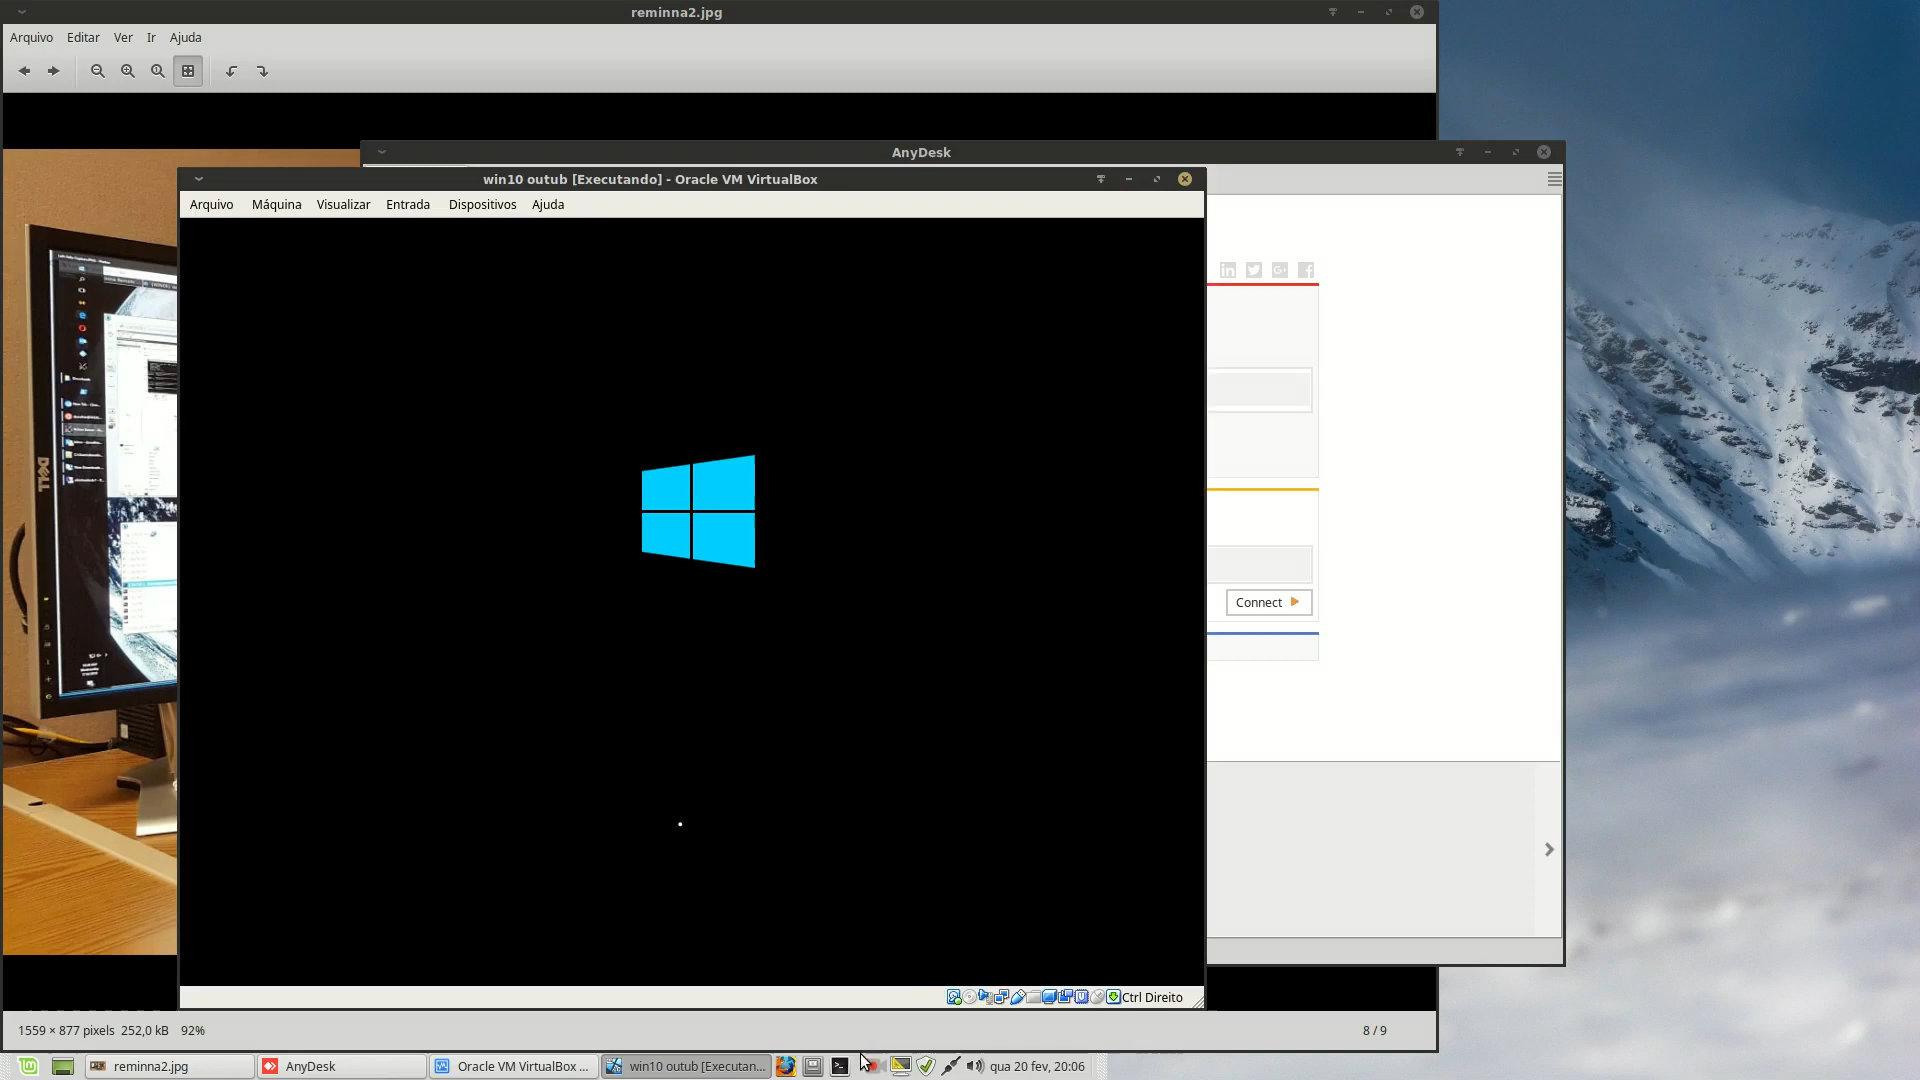 reminna2.jpg
Arquivo Editar Ver Ir Ajuda
AnyDesk
win10 outub [Executando] - Oracle VM VirtualBox
Arquivo Máquina Visualizar Entrada Dispositivos Ajuda
DELL
Connect
Ctrl Direito
1559 × 877 pixels 252,0 kB 92%
8 / 9
reminna2.jpg
AnyDesk
Oracle VM VirtualBox ...
win10 outub [Executan...
qua 20 fev, 20:06